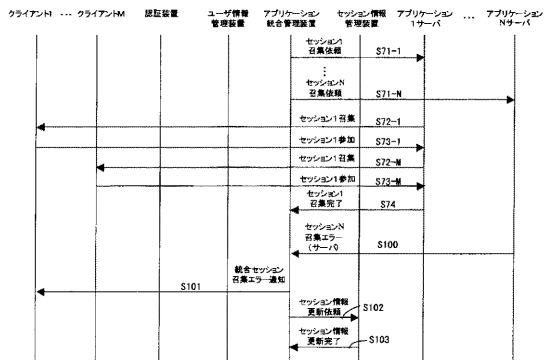 クライアント1 ･･･ クライアントM 認証装置 ユーザ情報 アプリケーション セッション情報 アプリケーション ･･･ アプリケーション
管理装置 統合管理装置 管理装置 1サーバ Nサーバ
セッション1
召集依頼 S71-1
⋮
セッションN
召集依頼 S71-N
セッション1召集 S72-1
セッション1参加 S73-1
セッション1召集 S72-M
セッション1参加 S73-M
セッション1
召集完了 S74
セッションN
召集エラー
(サーバ) S100
統合セッション
召集エラー通知
S101
セッション情報
更新依頼 S102
セッション情報
更新完了 S103